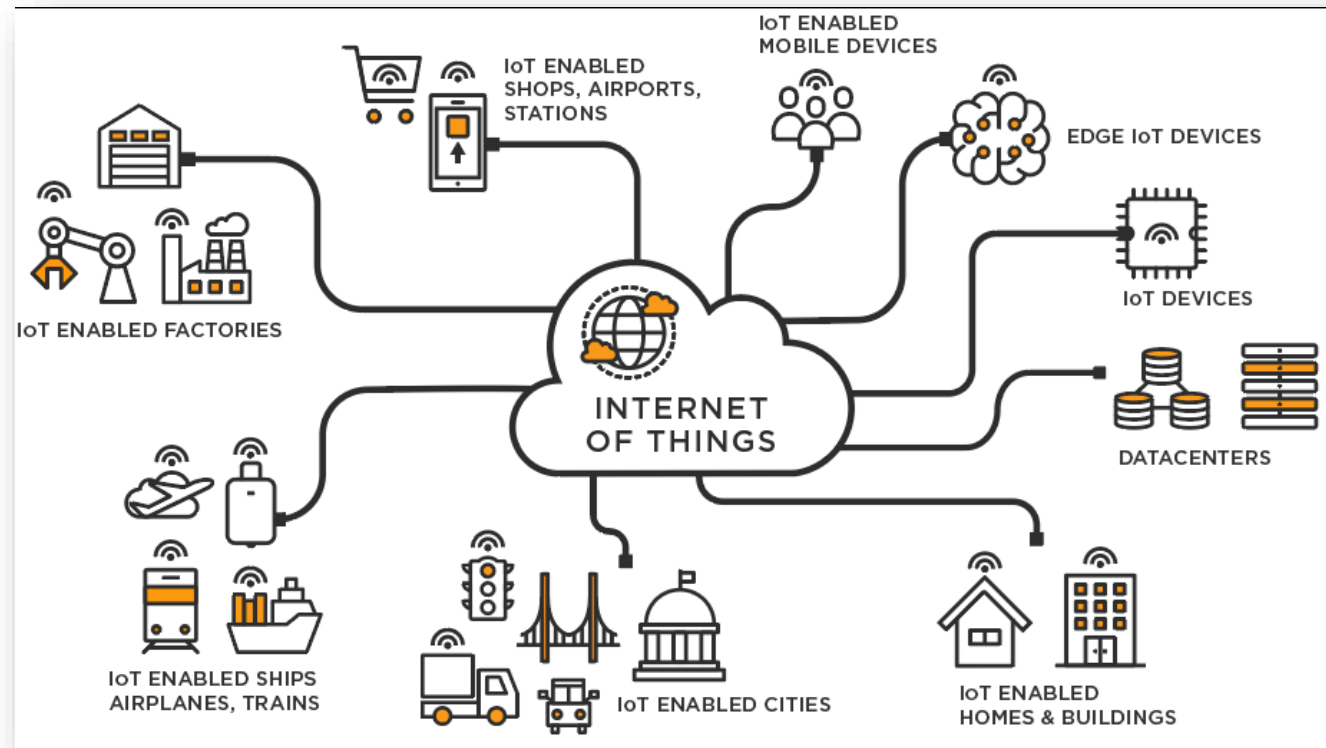 IoT ENABLED
MOBILE DEVICES
IoT ENABLED
SHOPS, AIRPORTS,
STATIONS
EDGE IoT DEVICES
IoT DEVICES
IoT ENABLED FACTORIES
INTERNET
OF THINGS
DATACENTERS
IoT ENABLED SHIPS
AIRPLANES, TRAINS
IoT ENABLED CITIES
IoT ENABLED
HOMES & BUILDINGS